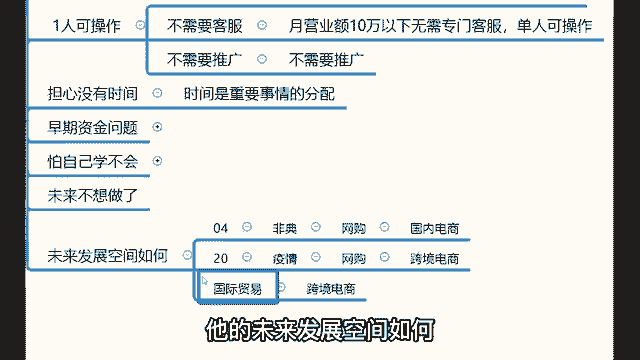 1人可操作 不需要客服 月营业额10万以下无需专门客服，单人可操作
不需要推广 不需要推广
担心没有时间 时间是重要事情的分配
早期资金问题
怕自己学不会
未来不想做了
04 非典 网购 国内电商
未来发展空间如何
20 疫情 网购 跨境电商
国际贸易 跨境电商
他的未来发展空间如何